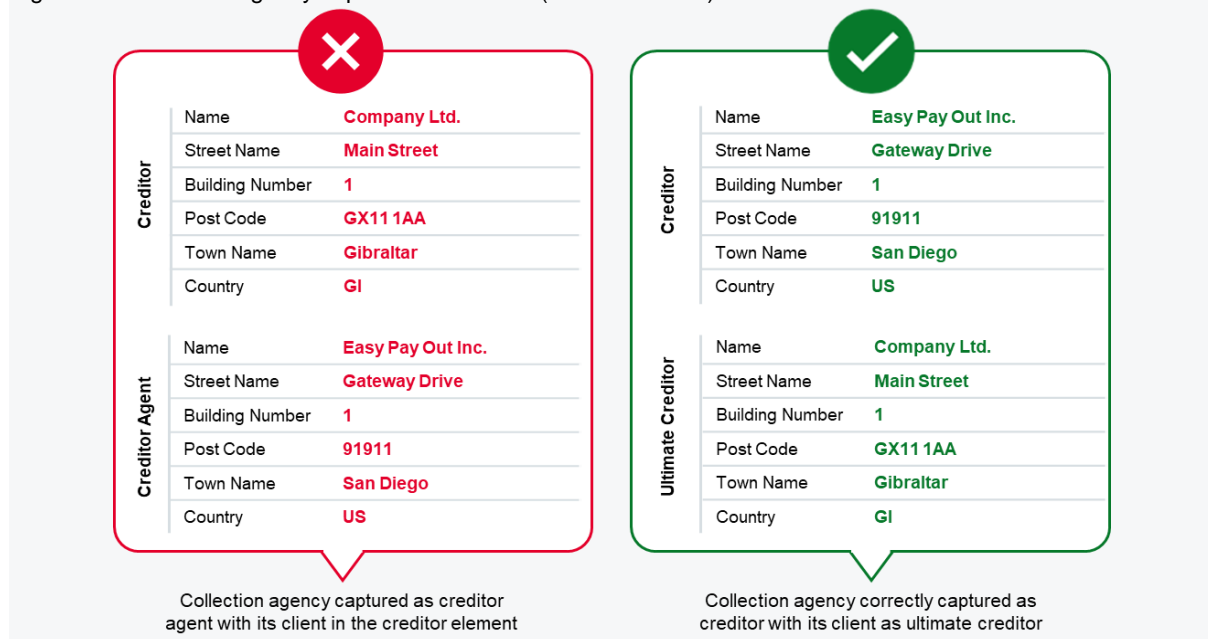 Creditor
Name Company Ltd.
Street Name Main Street
Building Number 1
Post Code GX11 1AA
Town Name Gibraltar
Country GI
Creditor Agent
Name Easy Pay Out Inc.
Street Name Gateway Drive
Building Number 1
Post Code 91911
Town Name San Diego
Country US
Collection agency captured as creditor
agent with its client in the creditor element
Creditor
Name Easy Pay Out Inc.
Street Name Gateway Drive
Building Number 1
Post Code 91911
Town Name San Diego
Country US
Ultimate Creditor
Name Company Ltd.
Street Name Main Street
Building Number 1
Post Code GX11 1AA
Town Name Gibraltar
Country GI
Collection agency correctly captured as
creditor with its client as ultimate creditor